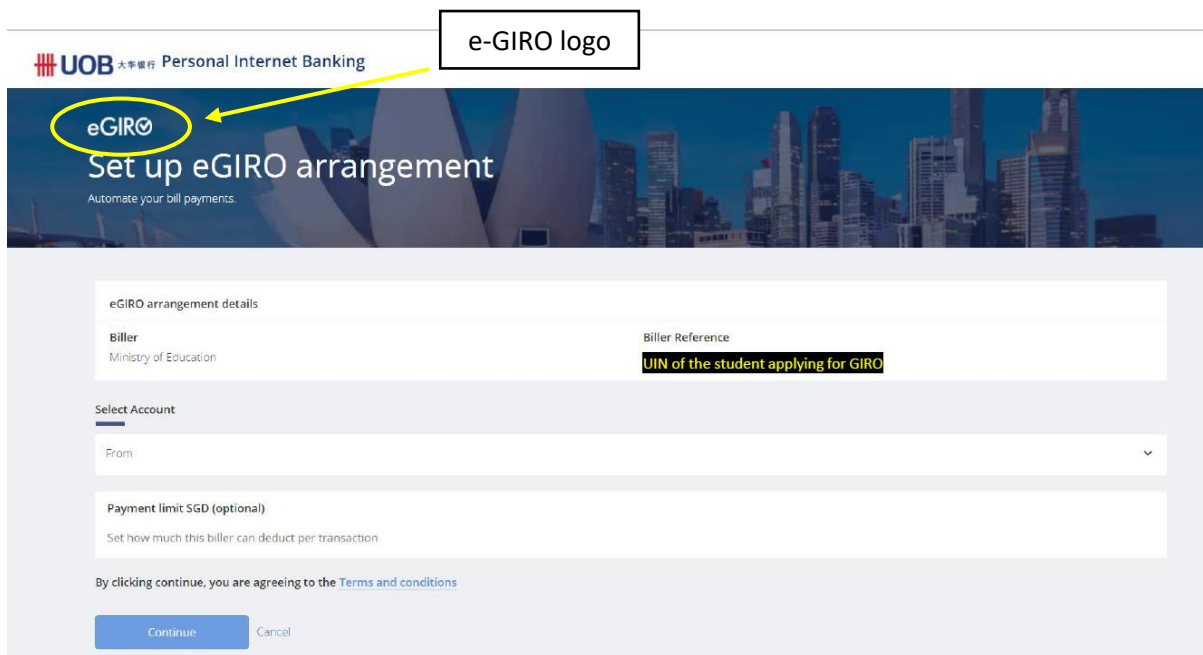 e-GIRO logo
UOB 大华银行 Personal Internet Banking
eGIRO
Set up eGIRO arrangement
Automate your bill payments.
eGIRO arrangement details
Biller
Biller Reference
Ministry of Education
UIN of the student applying for GIRO
Select Account
From
Payment limit SGD (optional)
Set how much this biller can deduct per transaction
By clicking continue, you are agreeing to the Terms and conditions
Continue
Cancel